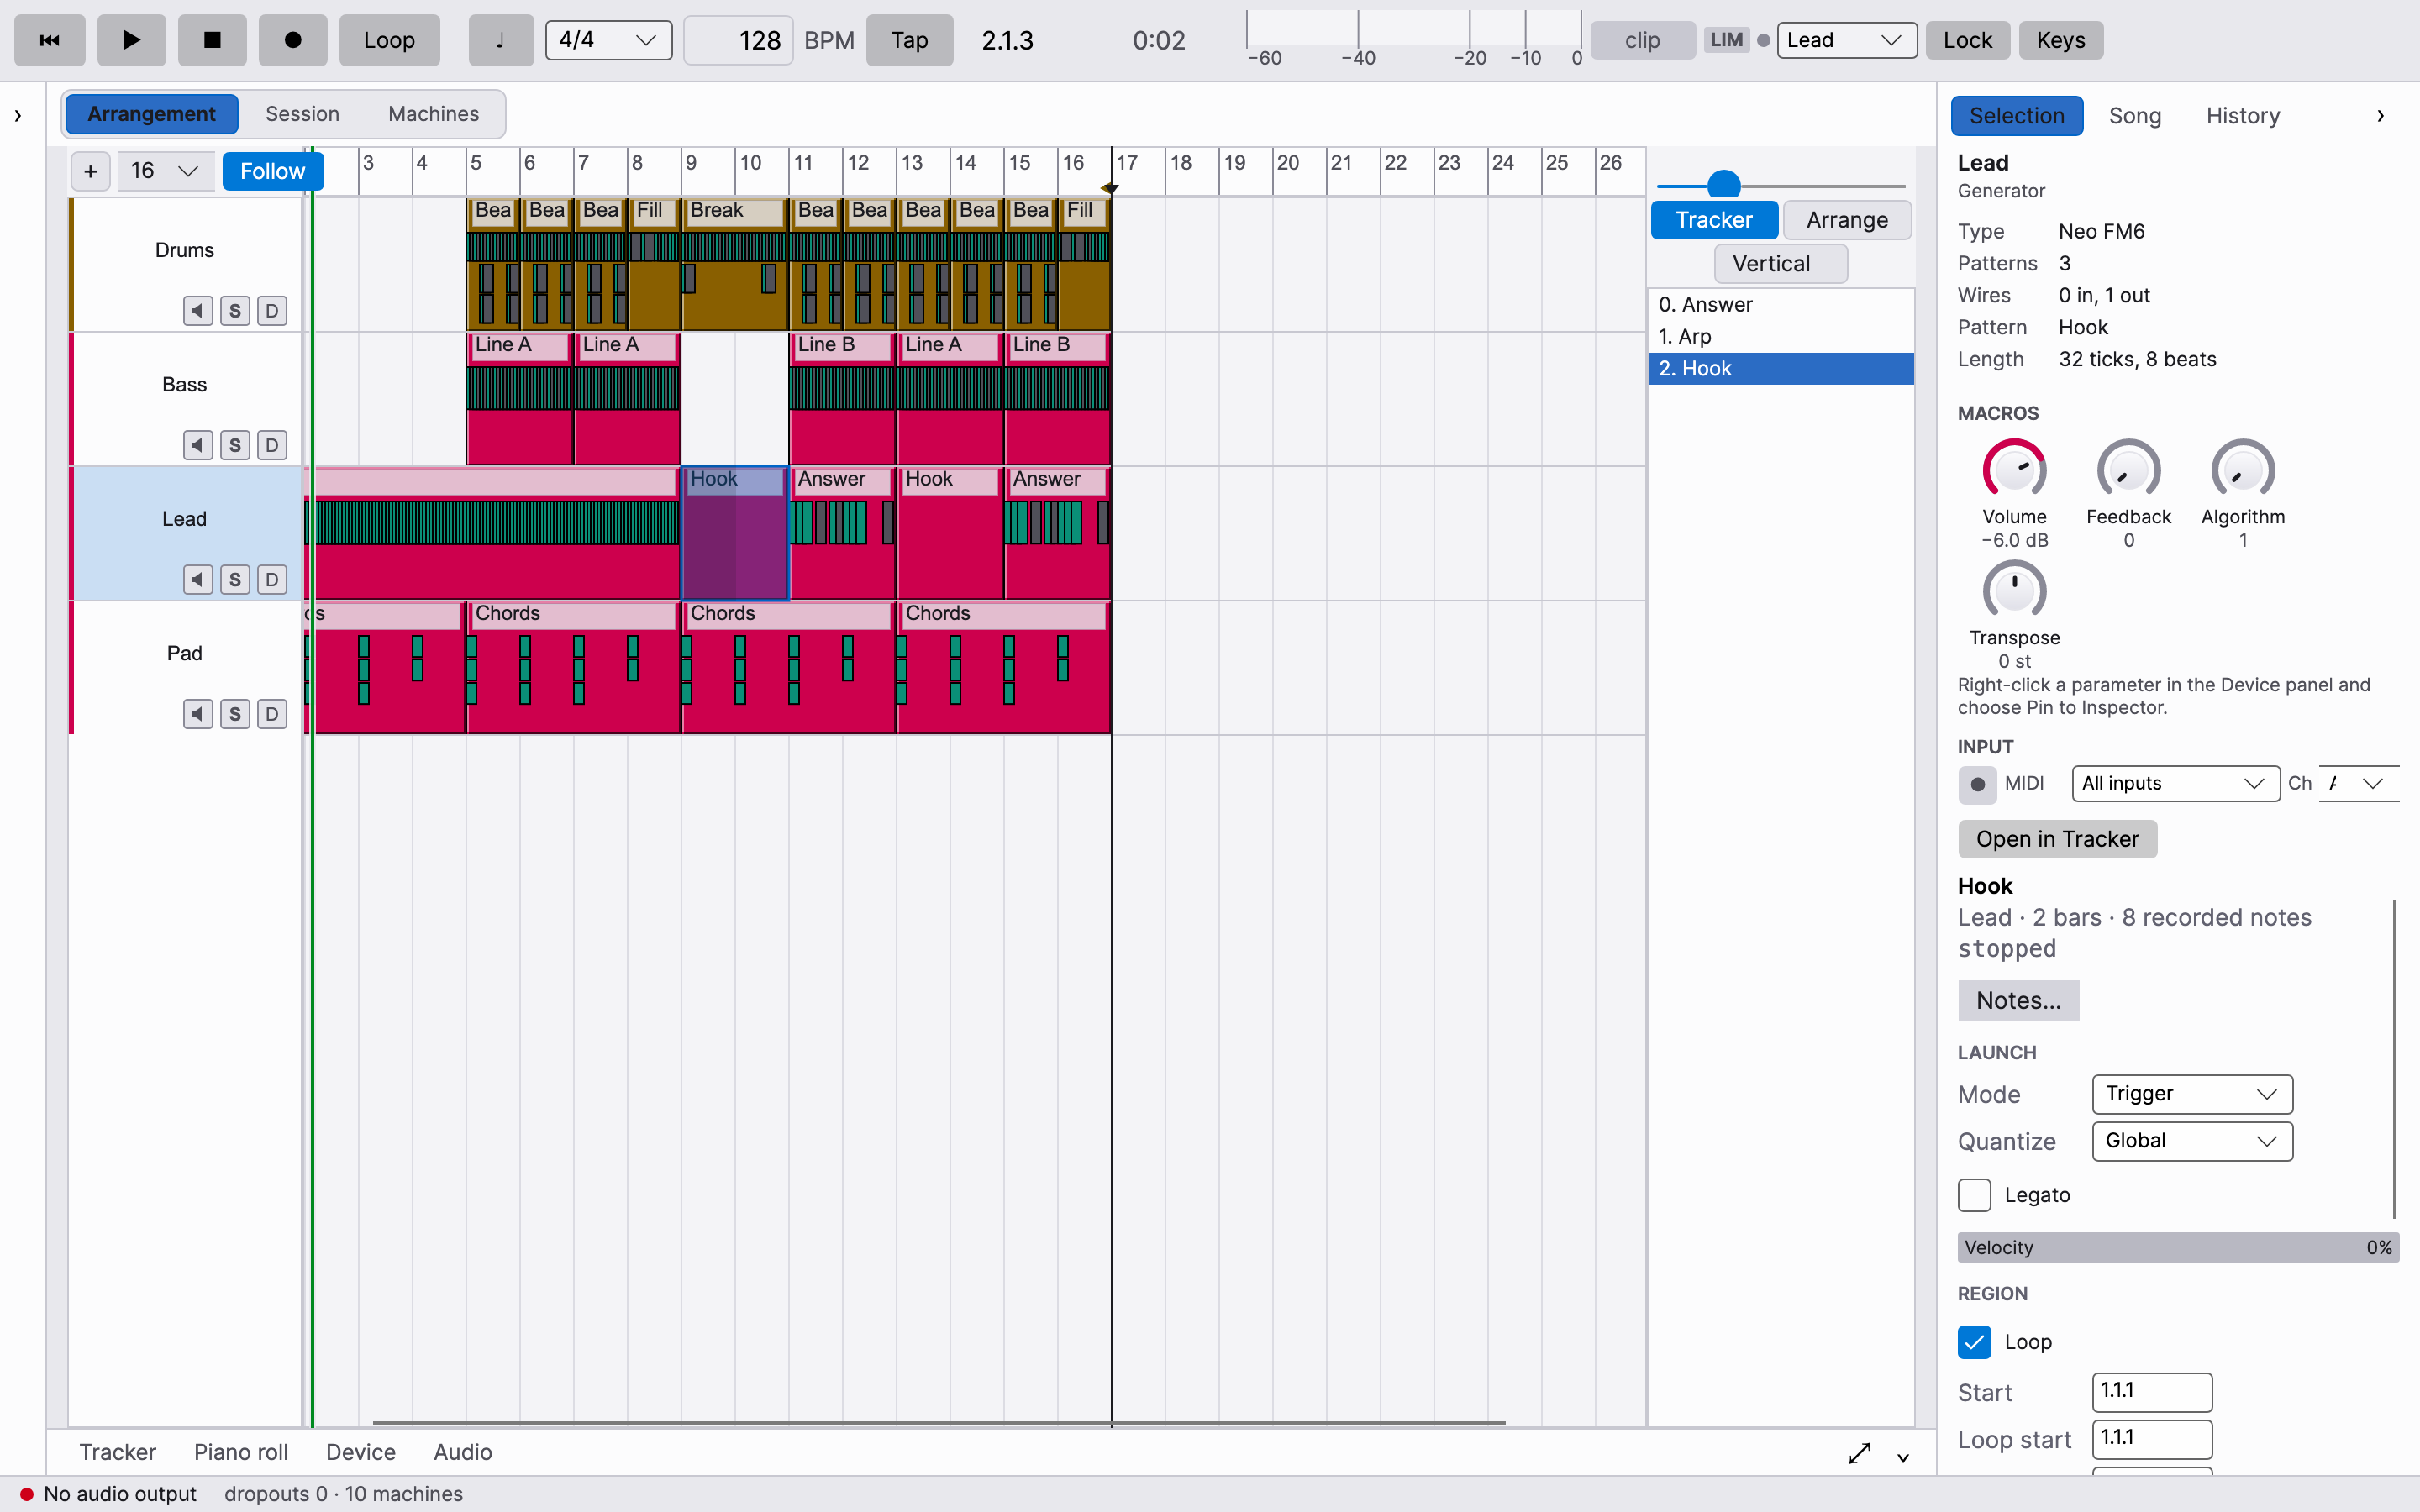 Loop
4/4
128 BPM
Tap
2.1.3
0:02
−60 −40 −20 −10 0
clip
LIM
Lead
Lock
Keys
Arrangement Session Machines
Selection Song History
+ 16 Follow
3 4 5 6 7 8 9 10 11 12 13 14 15 16 17 18 19 20 21 22 23 24 25 26
Drums
S D
Bea Bea Bea Fill Break Bea Bea Bea Bea Bea Fill
Bass
S D
Line A Line A Line B Line A Line B
Lead
S D
Hook Answer Hook Answer
Pad
S D
ds Chords Chords Chords
Tracker Arrange
Vertical
0. Answer
1. Arp
2. Hook
Lead
Generator
Type Neo FM6
Patterns 3
Wires 0 in, 1 out
Pattern Hook
Length 32 ticks, 8 beats
MACROS
Volume Feedback Algorithm
−6.0 dB 0 1
Transpose
0 st
Right-click a parameter in the Device panel and
choose Pin to Inspector.
INPUT
MIDI All inputs Ch
Open in Tracker
Hook
Lead · 2 bars · 8 recorded notes
stopped
Notes...
LAUNCH
Mode Trigger
Quantize Global
Legato
Velocity 0%
REGION
Loop
Start 1.1.1
Loop start 1.1.1
Tracker Piano roll Device Audio
No audio output dropouts 0 · 10 machines